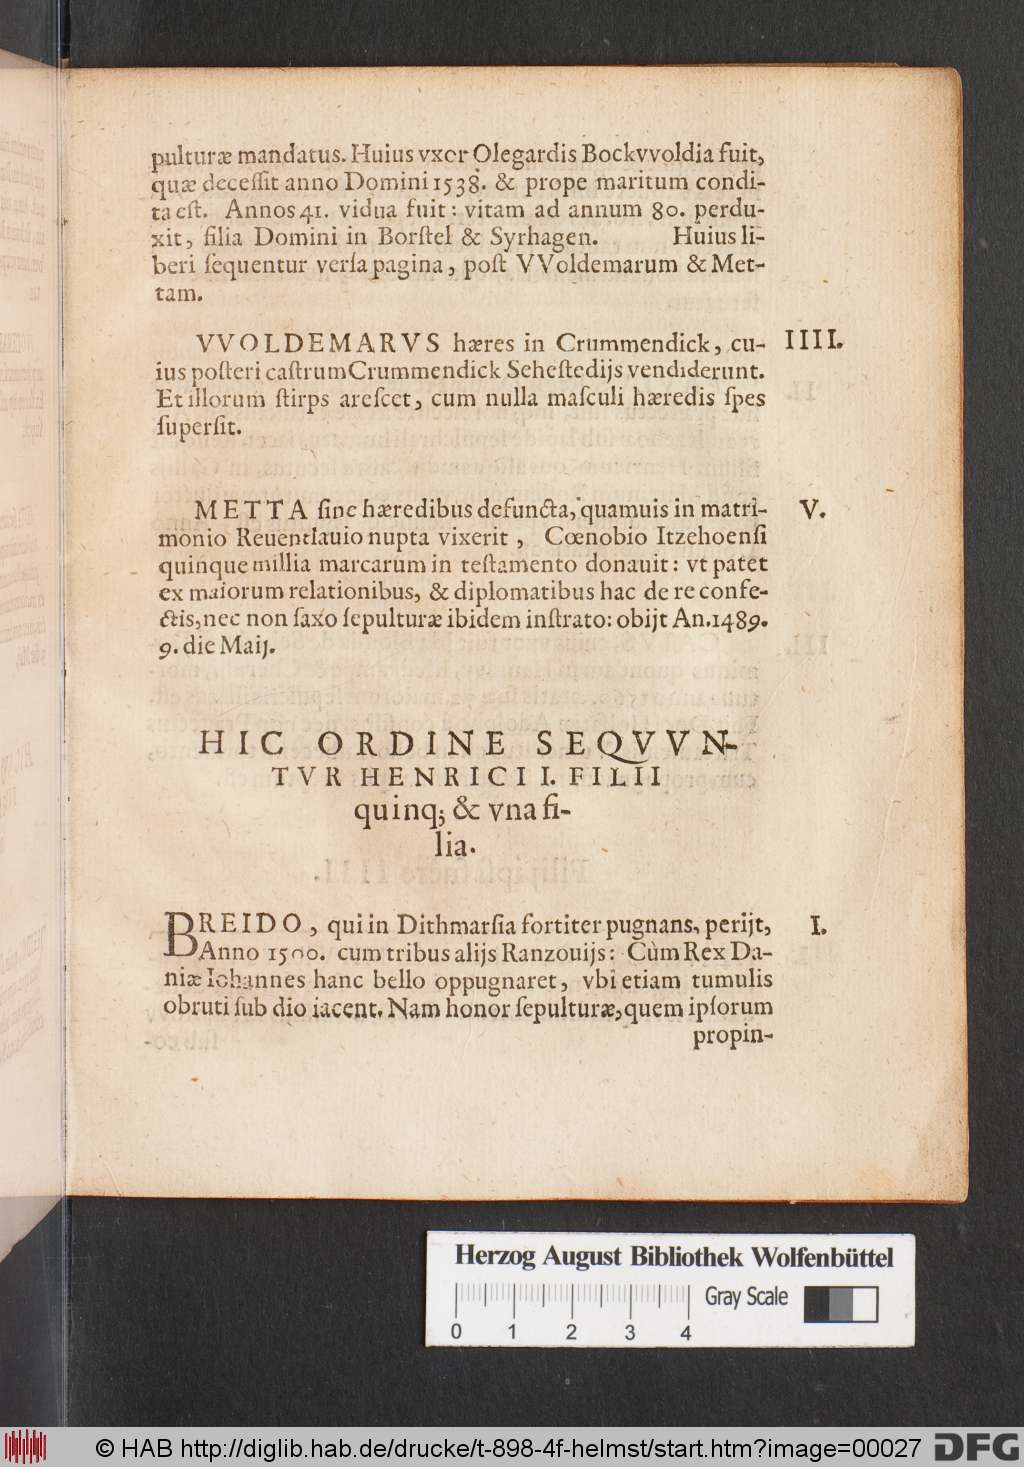 pulturæ mandatus. Huius vxor Olegardis Bockvvoldia fuit,
quæ decessit anno Domini 1538. & prope maritum condi-
ta est. Annos 41. vidua fuit: vitam ad annum 80. perdu-
xit, filia Domini in Borſtel & Syrhagen. Huius li-
beri ſequentur verſa pagina, poſt VVoldemarum & Met-
tam.
VVOLDEMARVS hæres in Crummendick, cu- IIII.
ius poſteri caſtrum Crummendick Seheſtedijs vendiderunt.
Et illorum ſtirps areſcet, cum nulla maſculi hæredis ſpes
ſuperſit.
METTA ſine hæredibus defuncta, quamuis in matri- V.
monio Reuentlauio nupta vixerit, Cœnobio Itzehoenſi
quinque millia marcarum in teſtamento donauit: vt patet
ex maiorum relationibus, & diplomatibus hac de re confe-
ctis, nec non ſaxo ſepulturæ ibidem inſtrato: obijt An. 1489.
9. die Maij.
HIC ORDINE SEQVVN-
TVR HENRICI I. FILII
quinq; & vna fi-
lia.
BREIDO, qui in Dithmarſia fortiter pugnans, perijt, I.
Anno 1500. cum tribus alijs Ranzouijs: Cùm Rex Da-
niæ Iohannes hanc bello oppugnaret, vbi etiam tumulis
obruti ſub dio iacent. Nam honor ſepulturæ, quem ipſorum
propin-
Herzog August Bibliothek Wolfenbüttel
Gray Scale
0 1 2 3 4
© HAB http://diglib.hab.de/drucke/t-898-4f-helmst/start.htm?image=00027 DFG